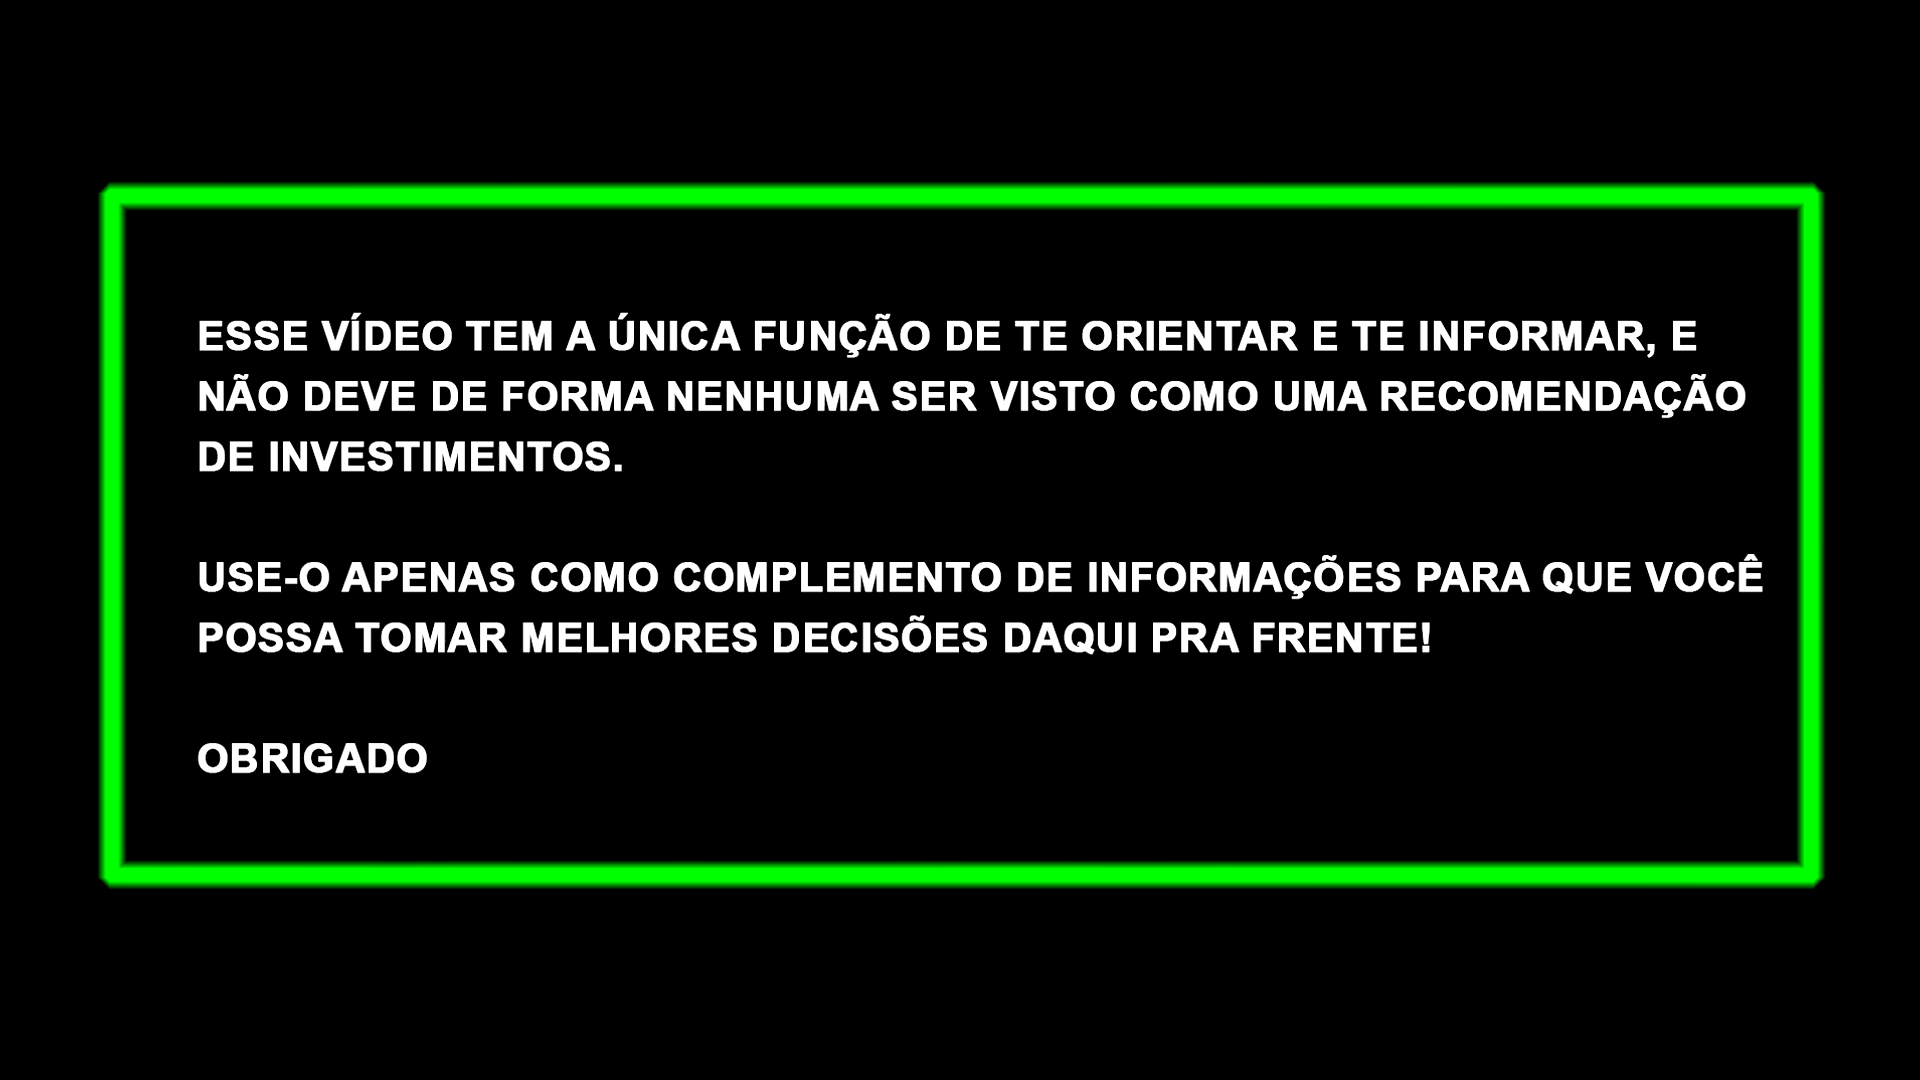 ESSE VÍDEO TEM A ÚNICA FUNÇÃO DE TE ORIENTAR E TE INFORMAR, E
NÃO DEVE DE FORMA NENHUMA SER VISTO COMO UMA RECOMENDAÇÃO
DE INVESTIMENTOS.
USE-O APENAS COMO COMPLEMENTO DE INFORMAÇÕES PARA QUE VOCÊ
POSSA TOMAR MELHORES DECISÕES DAQUI PRA FRENTE!
OBRIGADO